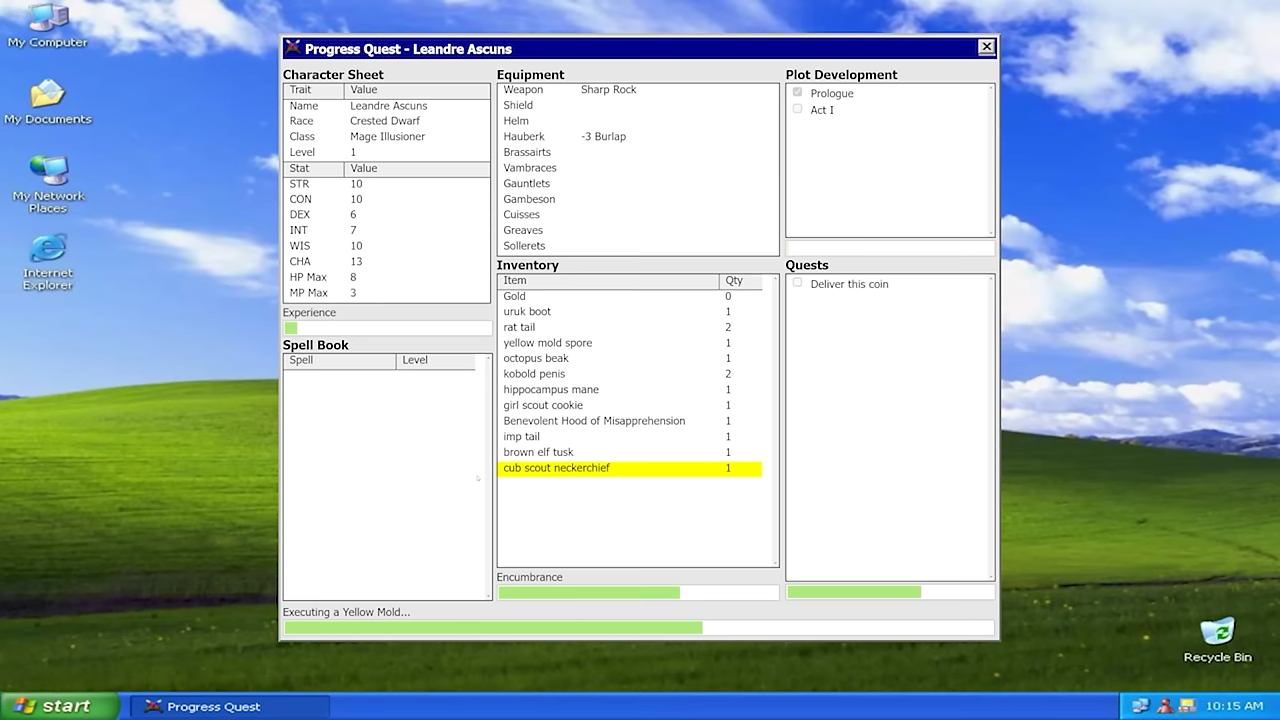 My Computer
My Documents
My Network
Places
Internet
Explorer
Progress Quest - Leandre Ascuns
Character Sheet
Trait Value
Name Leandre Ascuns
Race Crested Dwarf
Class Mage Illusioner
Level 1
Stat Value
STR 10
CON 10
DEX 6
INT 7
WIS 10
CHA 13
HP Max 8
MP Max 3
Experience
Spell Book
Spell Level
Equipment
Weapon Sharp Rock
Shield
Helm
Hauberk -3 Burlap
Brassairts
Vambraces
Gauntlets
Gambeson
Cuisses
Greaves
Sollerets
Inventory
Item Qty
Gold 0
uruk boot 1
rat tail 2
yellow mold spore 1
octopus beak 1
kobold penis 2
hippocampus mane 1
girl scout cookie 1
Benevolent Hood of Misapprehension 1
imp tail 1
brown elf tusk 1
cub scout neckerchief 1
Encumbrance
Plot Development
Prologue
Act I
Quests
Deliver this coin
Executing a Yellow Mold...
Recycle Bin
start
Progress Quest
10:15 AM